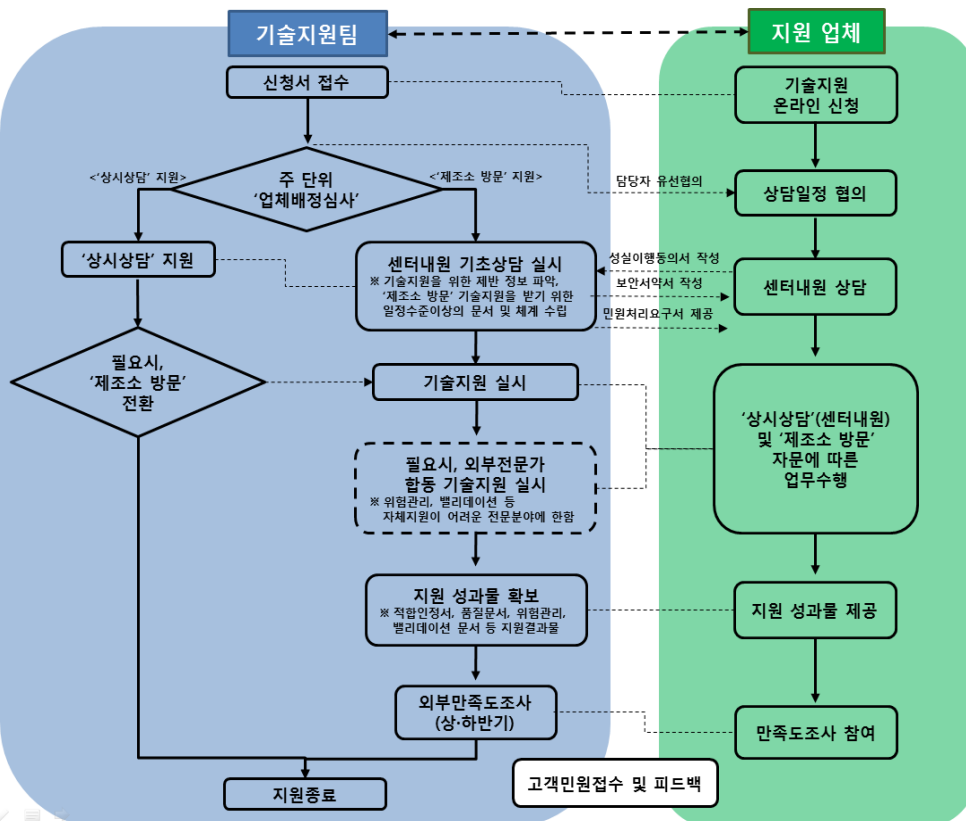 기술지원팀
지원 업체
신청서 접수
기술지원
온라인 신청
<‘상시상담’ 지원>
주 단위
‘업체배정심사’
<‘제조소 방문’ 지원>
담당자 유선협의
상담일정 협의
‘상시상담’ 지원
센터내원 기초상담 실시
※ 기술지원을 위한 제반 정보 파악,
‘제조소 방문’ 기술지원을 받기 위한
일정수준이상의 문서 및 체계 수립
성실이행동의서 작성
보안서약서 작성
민원처리요구서 제공
센터내원 상담
필요시,
‘제조소 방문’
전환
기술지원 실시
‘상시상담’(센터내원)
및 ‘제조소 방문’
자문에 따른
업무수행
필요시, 외부전문가
합동 기술지원 실시
※ 위험관리, 밸리데이션 등
자체지원이 어려운 전문분야에 한함
지원 성과물 확보
※ 적합인정서, 품질문서, 위험관리,
밸리데이션 문서 등 지원결과물
지원 성과물 제공
외부만족도조사
(상·하반기)
만족도조사 참여
지원종료
고객민원접수 및 피드백